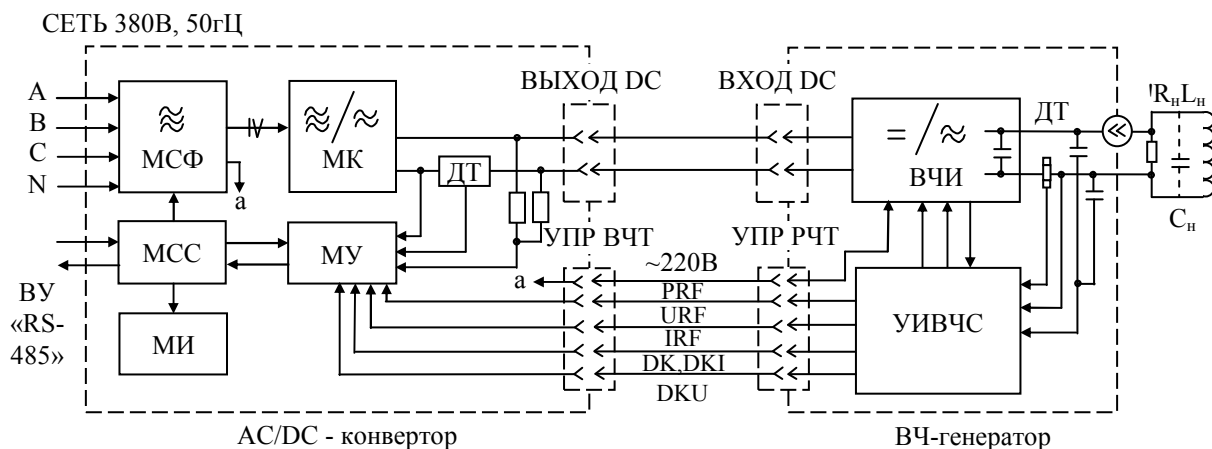 СЕТЬ 380В, 50гЦ
A
B
C
N
МСФ
а
МК
ДТ
ВЫХОД DC
ВХОД DC
= / ≈
ВЧИ
ДТ
RнLн
Cн
МСС
МУ
МИ
ВУ
«RS-
485»
УПР ВЧТ
УПР РЧТ
а
~220В
PRF
URF
IRF
DK,DKI
DKU
УИВЧС
AC/DC - конвертор
ВЧ-генератор